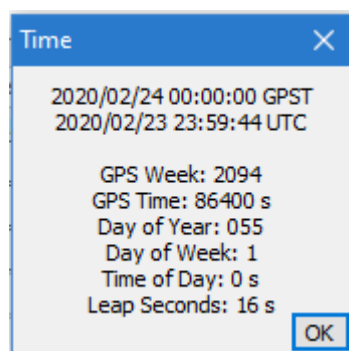 Time
2020/02/24 00:00:00 GPST
2020/02/23 23:59:44 UTC
GPS Week: 2094
GPS Time: 86400 s
Day of Year: 055
Day of Week: 1
Time of Day: 0 s
Leap Seconds: 16 s
OK